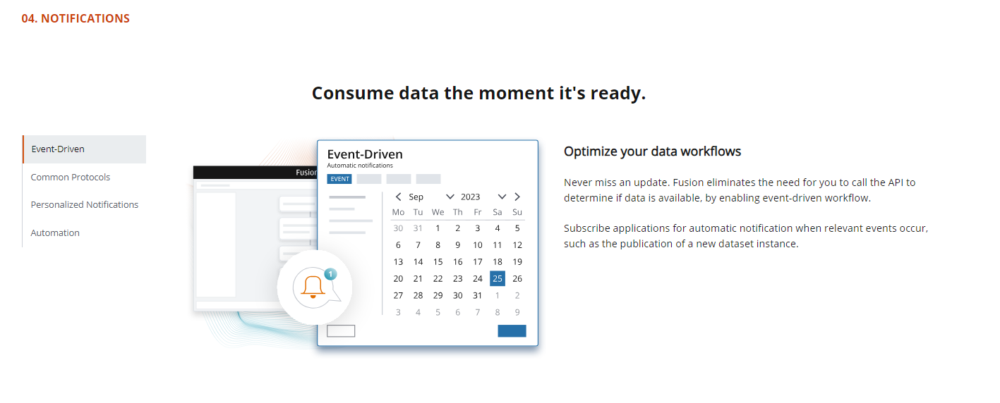 04. NOTIFICATIONS
Consume data the moment it's ready.
Event-Driven
Common Protocols
Personalized Notifications
Automation
Fusion
Event-Driven
Automatic notifications
EVENT
Sep 2023
Mo Tu We Th Fr Sa Su
30 31 1 2 3 4 5
6 7 8 9 10 11 12
13 14 15 16 17 18 19
20 21 22 23 24 25 26
27 28 29 30 31 1 2
3 4 5 6 7 8 9
1
Optimize your data workflows
Never miss an update. Fusion eliminates the need for you to call the API to
determine if data is available, by enabling event-driven workflow.
Subscribe applications for automatic notification when relevant events occur,
such as the publication of a new dataset instance.